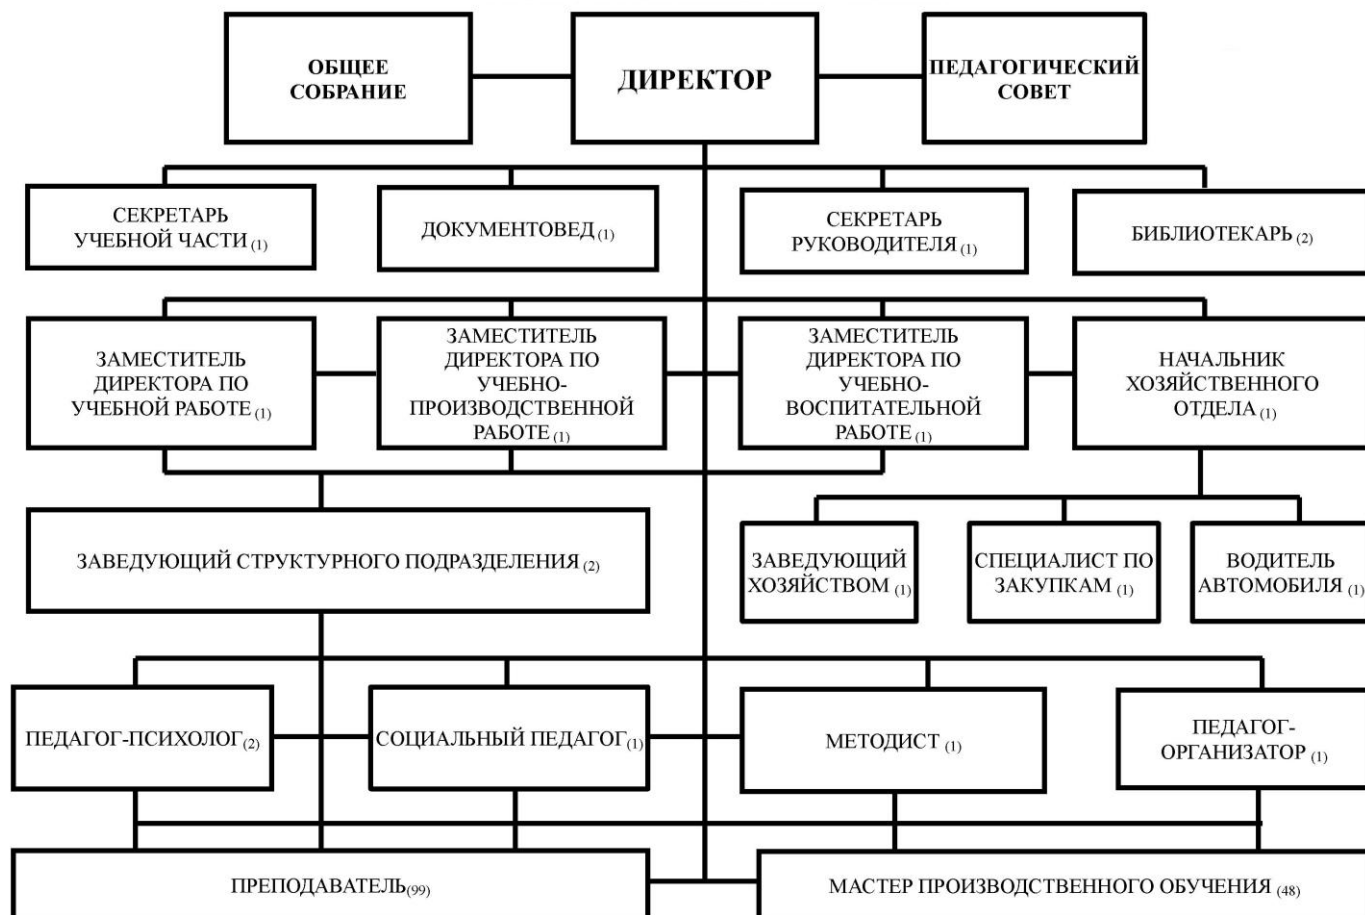 ОБЩЕЕ
СОБРАНИЕ
ДИРЕКТОР
ПЕДАГОГИЧЕСКИЙ
СОВЕТ
СЕКРЕТАРЬ
УЧЕБНОЙ ЧАСТИ (1)
ДОКУМЕНТОВЕД (1)
СЕКРЕТАРЬ
РУКОВОДИТЕЛЯ (1)
БИБЛИОТЕКАРЬ (2)
ЗАМЕСТИТЕЛЬ
ДИРЕКТОРА ПО
УЧЕБНОЙ РАБОТЕ (1)
ЗАМЕСТИТЕЛЬ
ДИРЕКТОРА ПО
УЧЕБНО-
ПРОИЗВОДСТВЕННОЙ
РАБОТЕ (1)
ЗАМЕСТИТЕЛЬ
ДИРЕКТОРА ПО
УЧЕБНО-
ВОСПИТАТЕЛЬНОЙ
РАБОТЕ (1)
НАЧАЛЬНИК
ХОЗЯЙСТВЕННОГО
ОТДЕЛА (1)
ЗАВЕДУЮЩИЙ СТРУКТУРНОГО ПОДРАЗДЕЛЕНИЯ (2)
ЗАВЕДУЮЩИЙ
ХОЗЯЙСТВОМ (1)
СПЕЦИАЛИСТ ПО
ЗАКУПКАМ (1)
ВОДИТЕЛЬ
АВТОМОБИЛЯ (1)
ПЕДАГОГ-ПСИХОЛОГ(2)
СОЦИАЛЬНЫЙ ПЕДАГОГ(1)
МЕТОДИСТ (1)
ПЕДАГОГ-
ОРГАНИЗАТОР (1)
ПРЕПОДАВАТЕЛЬ(99)
МАСТЕР ПРОИЗВОДСТВЕННОГО ОБУЧЕНИЯ (48)